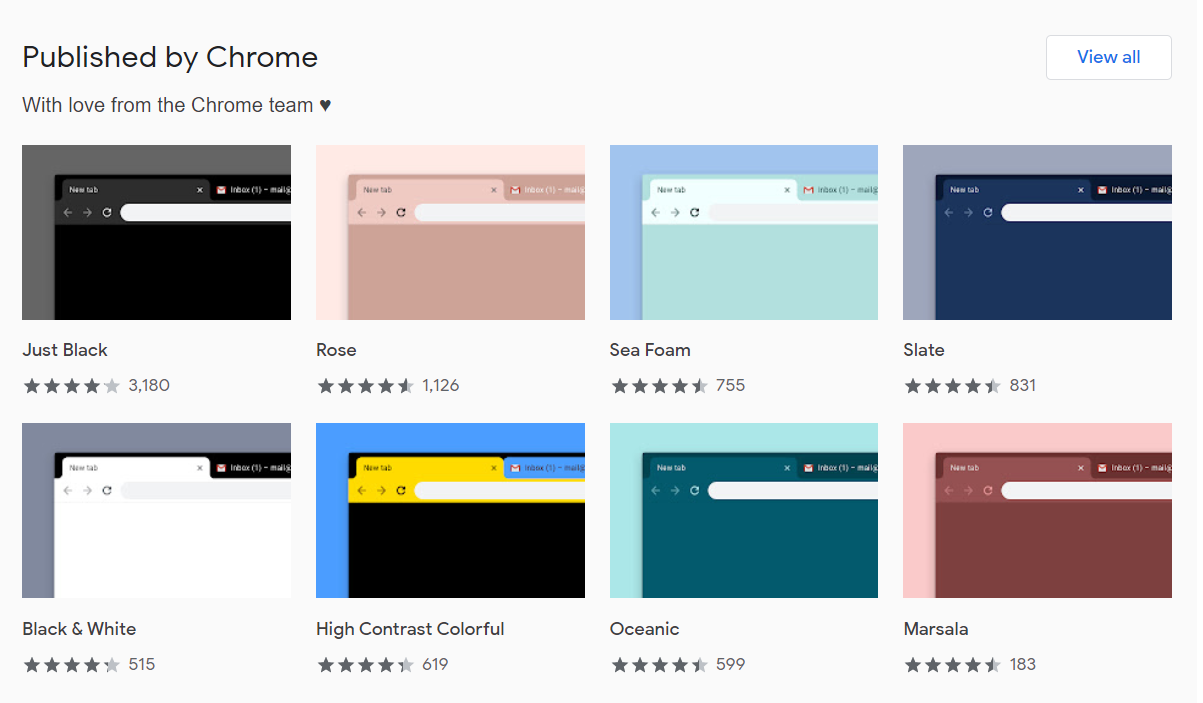 Published by Chrome
View all
With love from the Chrome team ♥
New tab × Inbox (1) – mail@
New tab × Inbox (1) – mail@
New tab × Inbox (1) – mail@
New tab × Inbox (1) – mail@
Just Black
Rose
Sea Foam
Slate
3,180
1,126
755
831
New tab × Inbox (1) – mail@
New tab × Inbox (1) – mail@
New tab × Inbox (1) – mail@
New tab × Inbox (1) – mail@
Black & White
High Contrast Colorful
Oceanic
Marsala
515
619
599
183